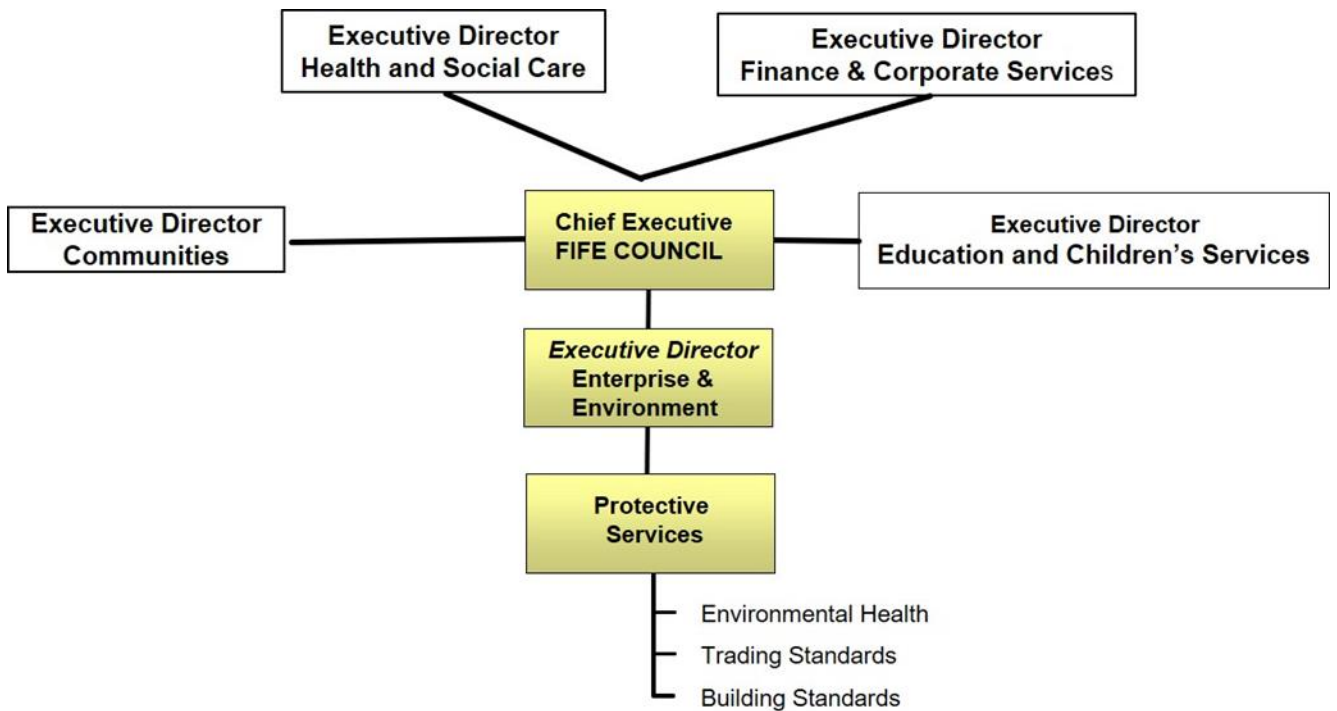 Executive Director
Health and Social Care
Executive Director
Finance & Corporate Services
Executive Director
Communities
Chief Executive
FIFE COUNCIL
Executive Director
Education and Children's Services
Executive Director
Enterprise &
Environment
Protective
Services
Environmental Health
Trading Standards
Building Standards